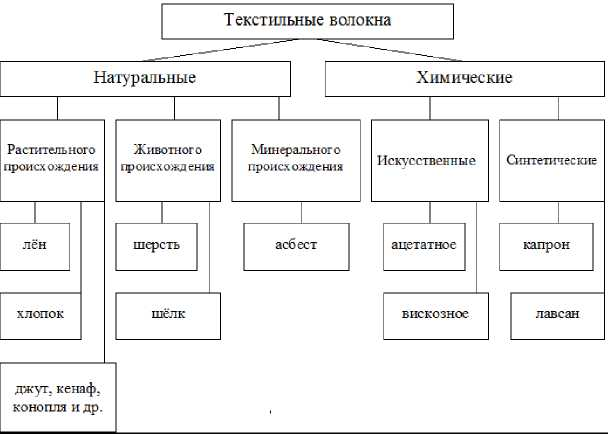 Текстильные волокна
Натуральные
Химические
Растительного
происхождения
Животного
происхождения
Минерального
происхождения
Искусственные
Синтетические
лён
шерсть
асбест
ацетатное
капрон
хлопок
шёлк
вискозное
лавсан
джут, кенаф,
конопля и др.